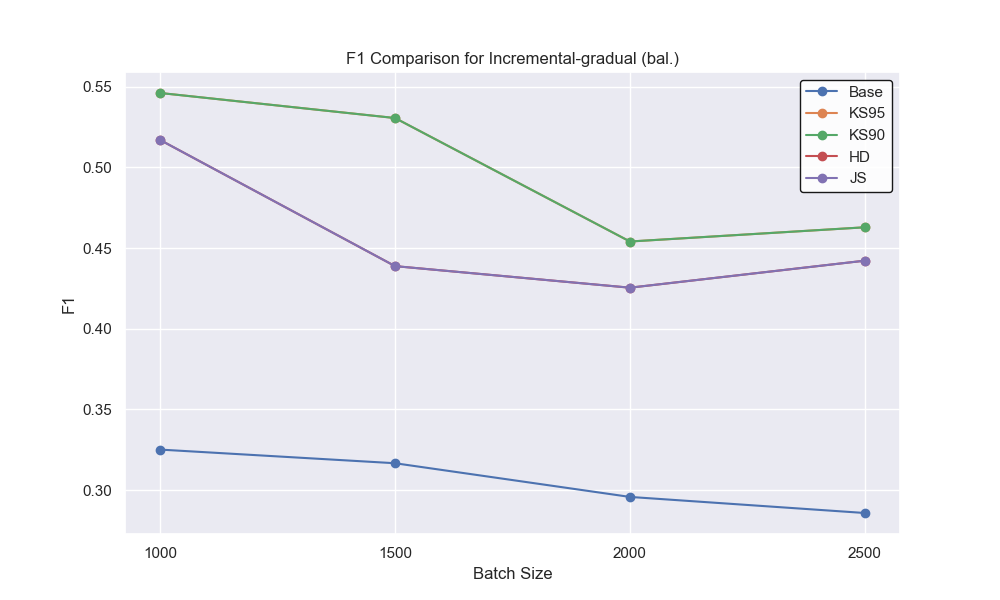 F1 Comparison for Incremental-gradual (bal.)
Base
KS95
KS90
HD
JS
0.55
0.50
0.45
0.40
0.35
0.30
F1
1000 1500 2000 2500
Batch Size